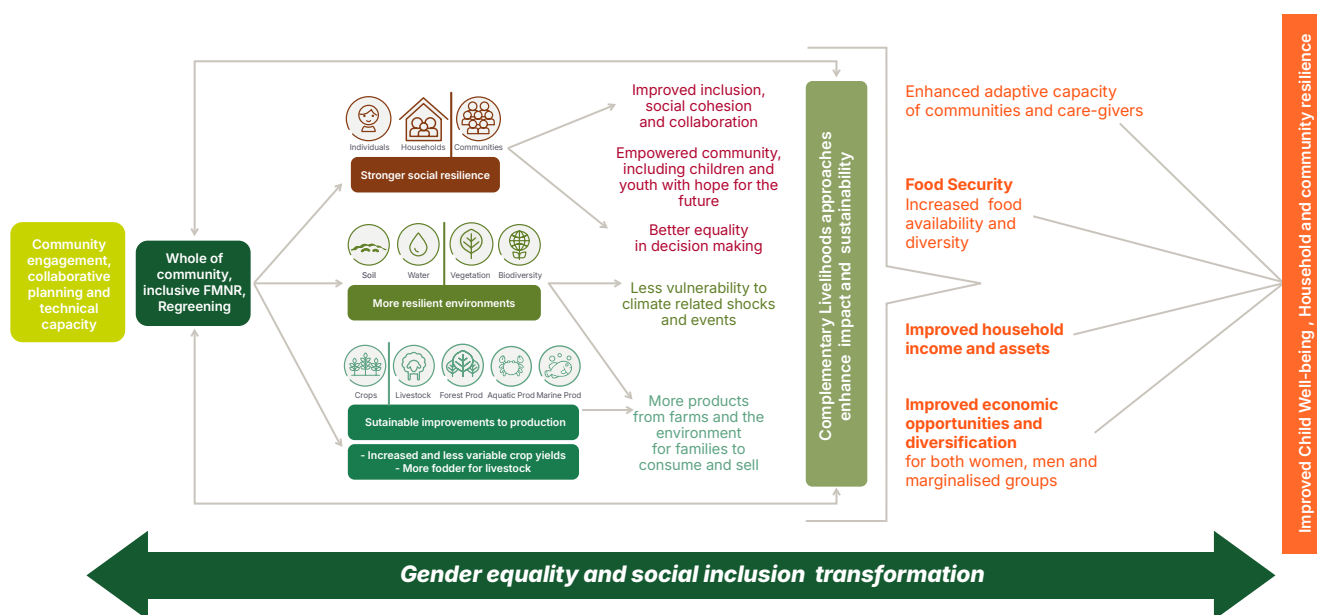 Community
engagement,
collaborative
planning and
technical
capacity
Whole of
community,
inclusive FMNR,
Regreening
Individuals
Households
Communities
Stronger social resilience
Soil
Water
Vegetation
Biodiversity
More resilient environments
Crops
Livestock
Forest Prod
Aquatic Prod
Marine Prod
Sutainable improvements to production
- Increased and less variable crop yields
- More fodder for livestock
Improved inclusion,
social cohesion
and collaboration
Empowered community,
including children and
youth with hope for the
future
Better equality
in decision making
Less vulnerability to
climate related shocks
and events
More products
from farms and the
environment
for families to
consume and sell
Complementary Livelihoods approaches
enhance impact and sustainability
Enhanced adaptive capacity
of communities and care-givers
Food Security
Increased food
availability and
diversity
Improved household
income and assets
Improved economic
opportunities and
diversification
for both women, men and
marginalised groups
Improved Child Well-being , Household and community resilience
Gender equality and social inclusion transformation